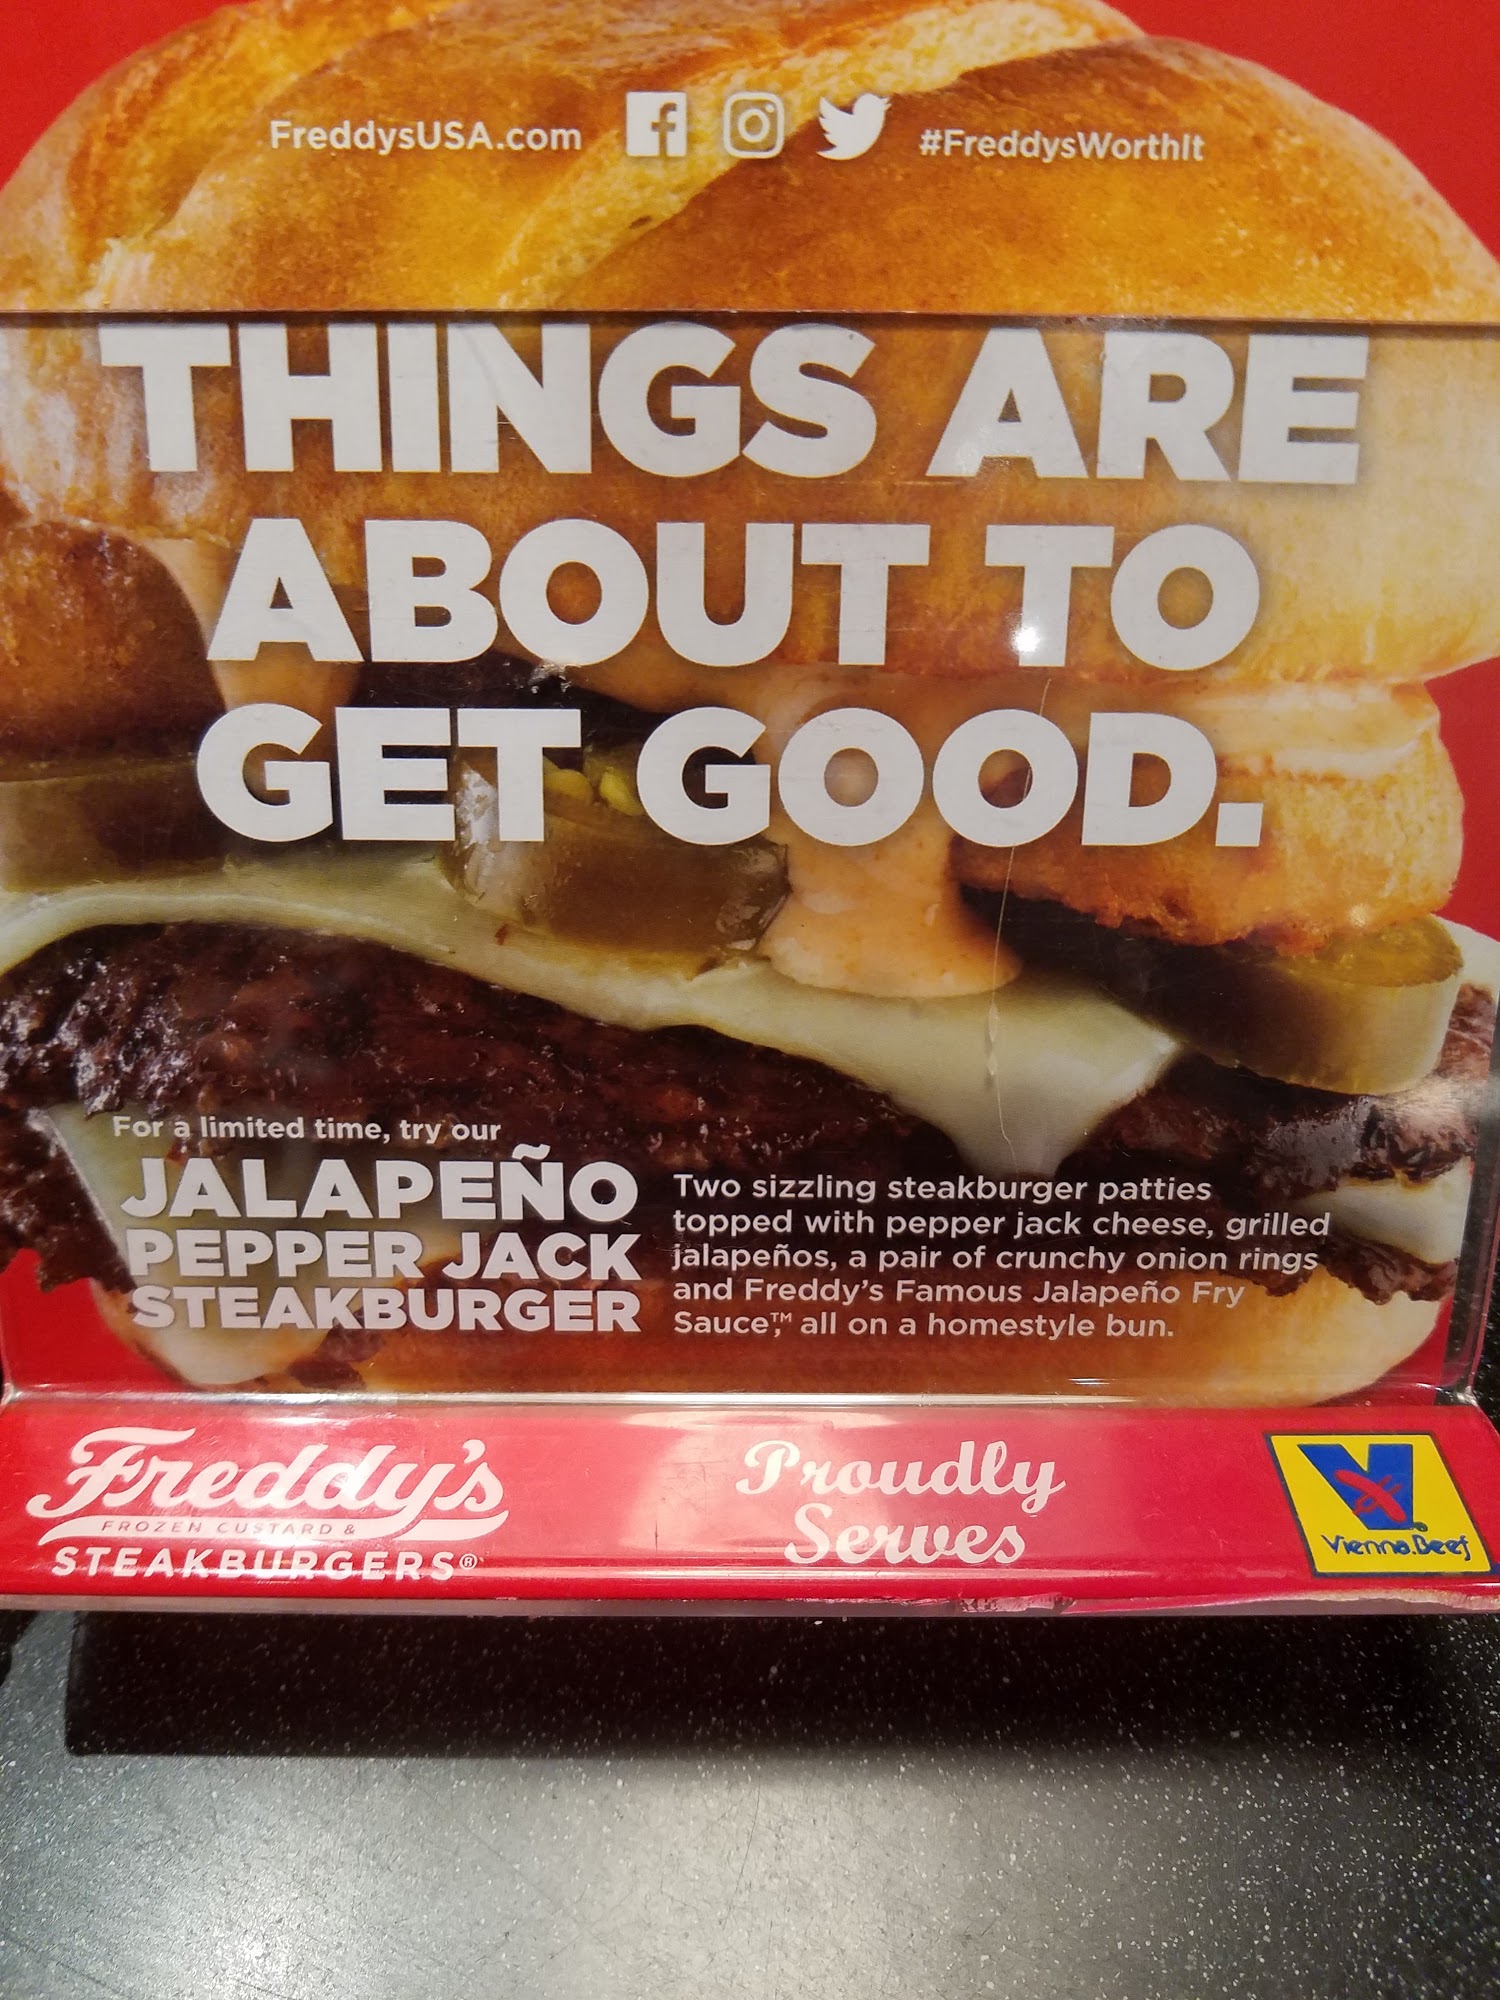 FreddysUSA.com #FreddysWorthIt
THINGS ARE
ABOUT TO
GET GOOD.
For a limited time, try our
JALAPEÑO
PEPPER JACK
STEAKBURGER
Two sizzling steakburger patties
topped with pepper jack cheese, grilled
jalapeños, a pair of crunchy onion rings
and Freddy's Famous Jalapeño Fry
Sauce,™ all on a homestyle bun.
Freddy's
FROZEN CUSTARD &
STEAKBURGERS®
Proudly
Serves
V
Vienna Beef